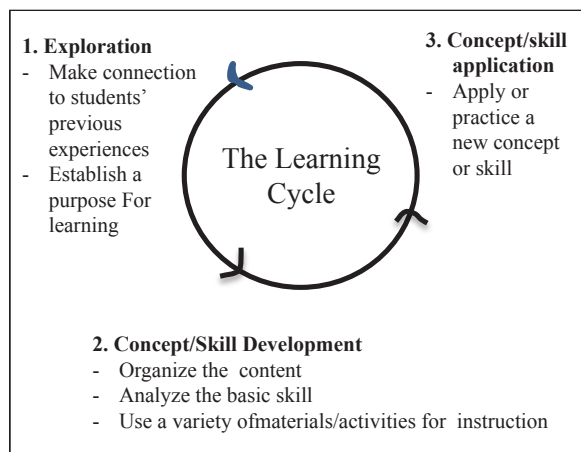 1. Exploration
- Make connection
to students'
previous
experiences
- Establish a
purpose For
learning
3. Concept/skill
application
- Apply or
practice a
new concept
or skill
The Learning
Cycle
2. Concept/Skill Development
- Organize the content
- Analyze the basic skill
- Use a variety ofmaterials/activities for instruction